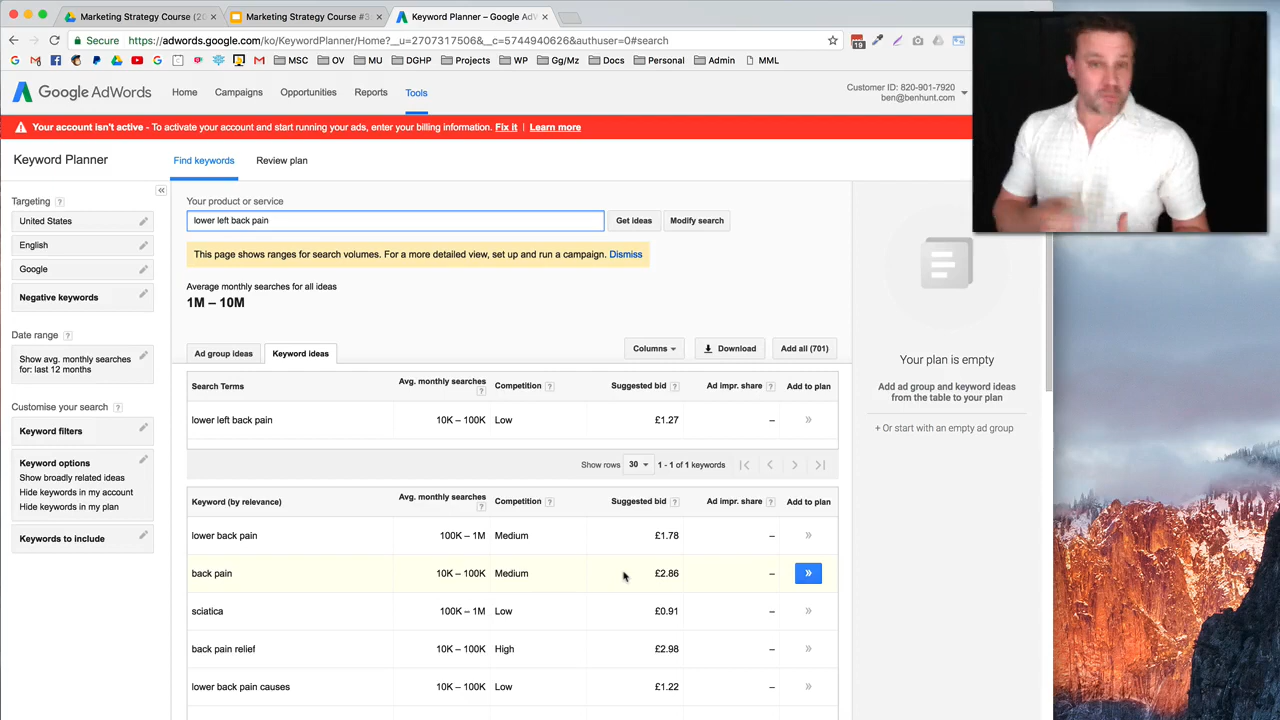 Marketing Strategy Course (20
Marketing Strategy Course #3
Keyword Planner – Google Ad
Secure
https://adwords.google.com/ko/KeywordPlanner/Home?__u=2707317506&__c=5744940626&authuser=0#search
19
MSC
OV
MU
DGHP
Projects
WP
Gg/Mz
Docs
Personal
Admin
MML
Google AdWords
Home
Campaigns
Opportunities
Reports
Tools
Customer ID: 820-901-7920
ben@benhunt.com
Your account isn't active - To activate your account and start running your ads, enter your billing information. Fix it | Learn more
Keyword Planner
Find keywords
Review plan
Targeting ?
United States
English
Google
Negative keywords
Date range ?
Show avg. monthly searches
for: last 12 months
Customise your search ?
Keyword filters
Keyword options
Show broadly related ideas
Hide keywords in my account
Hide keywords in my plan
Keywords to include
Your product or service
lower left back pain
Get ideas
Modify search
This page shows ranges for search volumes. For a more detailed view, set up and run a campaign. Dismiss
Average monthly searches for all ideas
1M – 10M
Ad group ideas
Keyword ideas
Columns
Download
Add all (701)
Search Terms
Avg. monthly searches ?
Competition ?
Suggested bid ?
Ad impr. share ?
Add to plan
lower left back pain
10K – 100K
Low
£1.27
–
»
Show rows
30
1 - 1 of 1 keywords
Keyword (by relevance)
Avg. monthly searches ?
Competition ?
Suggested bid ?
Ad impr. share ?
Add to plan
lower back pain
100K – 1M
Medium
£1.78
–
»
back pain
10K – 100K
Medium
£2.86
–
»
sciatica
100K – 1M
Low
£0.91
–
»
back pain relief
10K – 100K
High
£2.98
–
»
lower back pain causes
10K – 100K
Low
£1.22
–
»
Your plan is empty
Add ad group and keyword ideas
from the table to your plan
+ Or start with an empty ad group